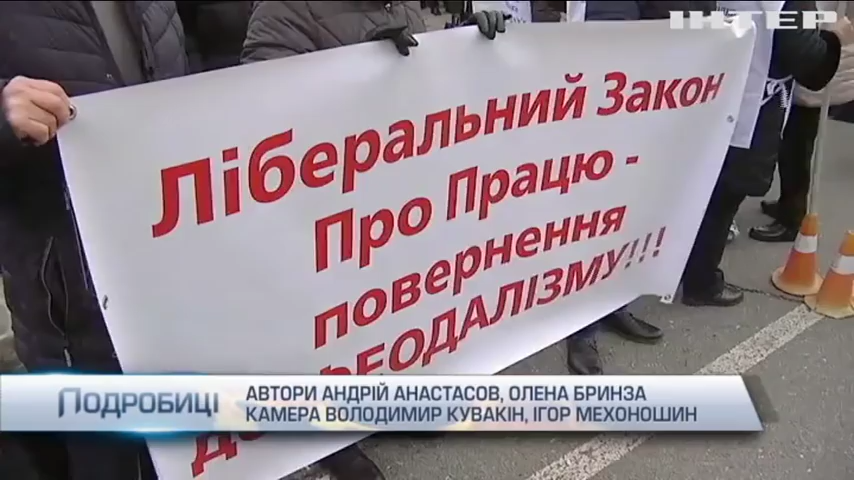 ІНТЕР
Ліберальний Закон
Про Працю -
повернення
ФЕОДАЛІЗМУ!!!
ПОДРОБИЦІ
АВТОРИ АНДРІЙ АНАСТАСОВ, ОЛЕНА БРИНЗА
КАМЕРА ВОЛОДИМИР КУВАКІН, ІГОР МЕХОНОШИН